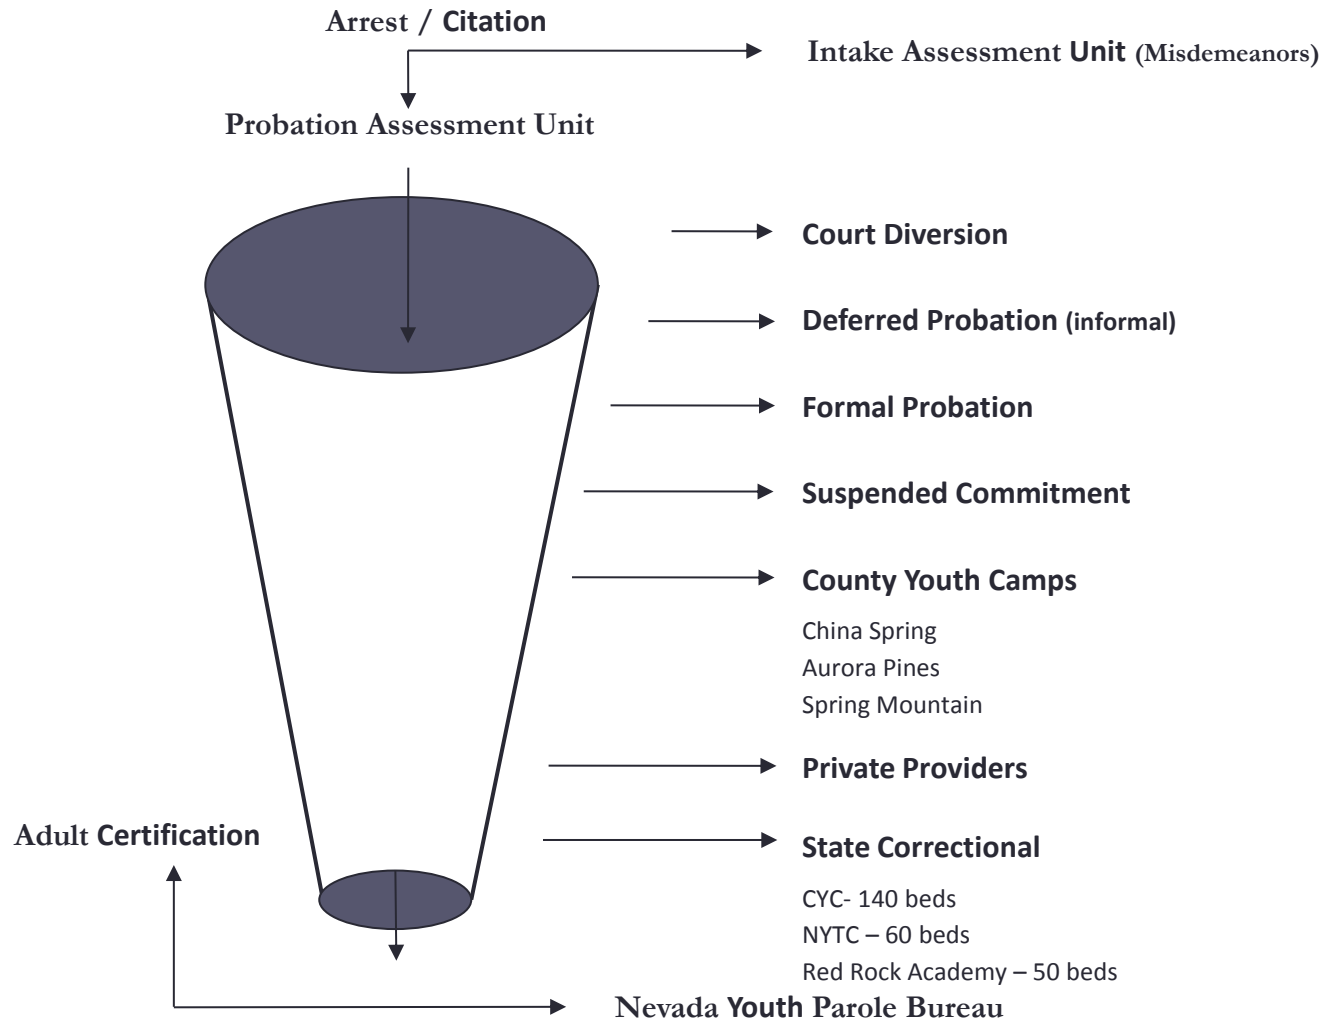 Arrest / Citation
Intake Assessment Unit (Misdemeanors)
Probation Assessment Unit
Court Diversion
Deferred Probation (informal)
Formal Probation
Suspended Commitment
County Youth Camps
China Spring
Aurora Pines
Spring Mountain
Private Providers
Adult Certification
State Correctional
CYC- 140 beds
NYTC – 60 beds
Red Rock Academy – 50 beds
Nevada Youth Parole Bureau